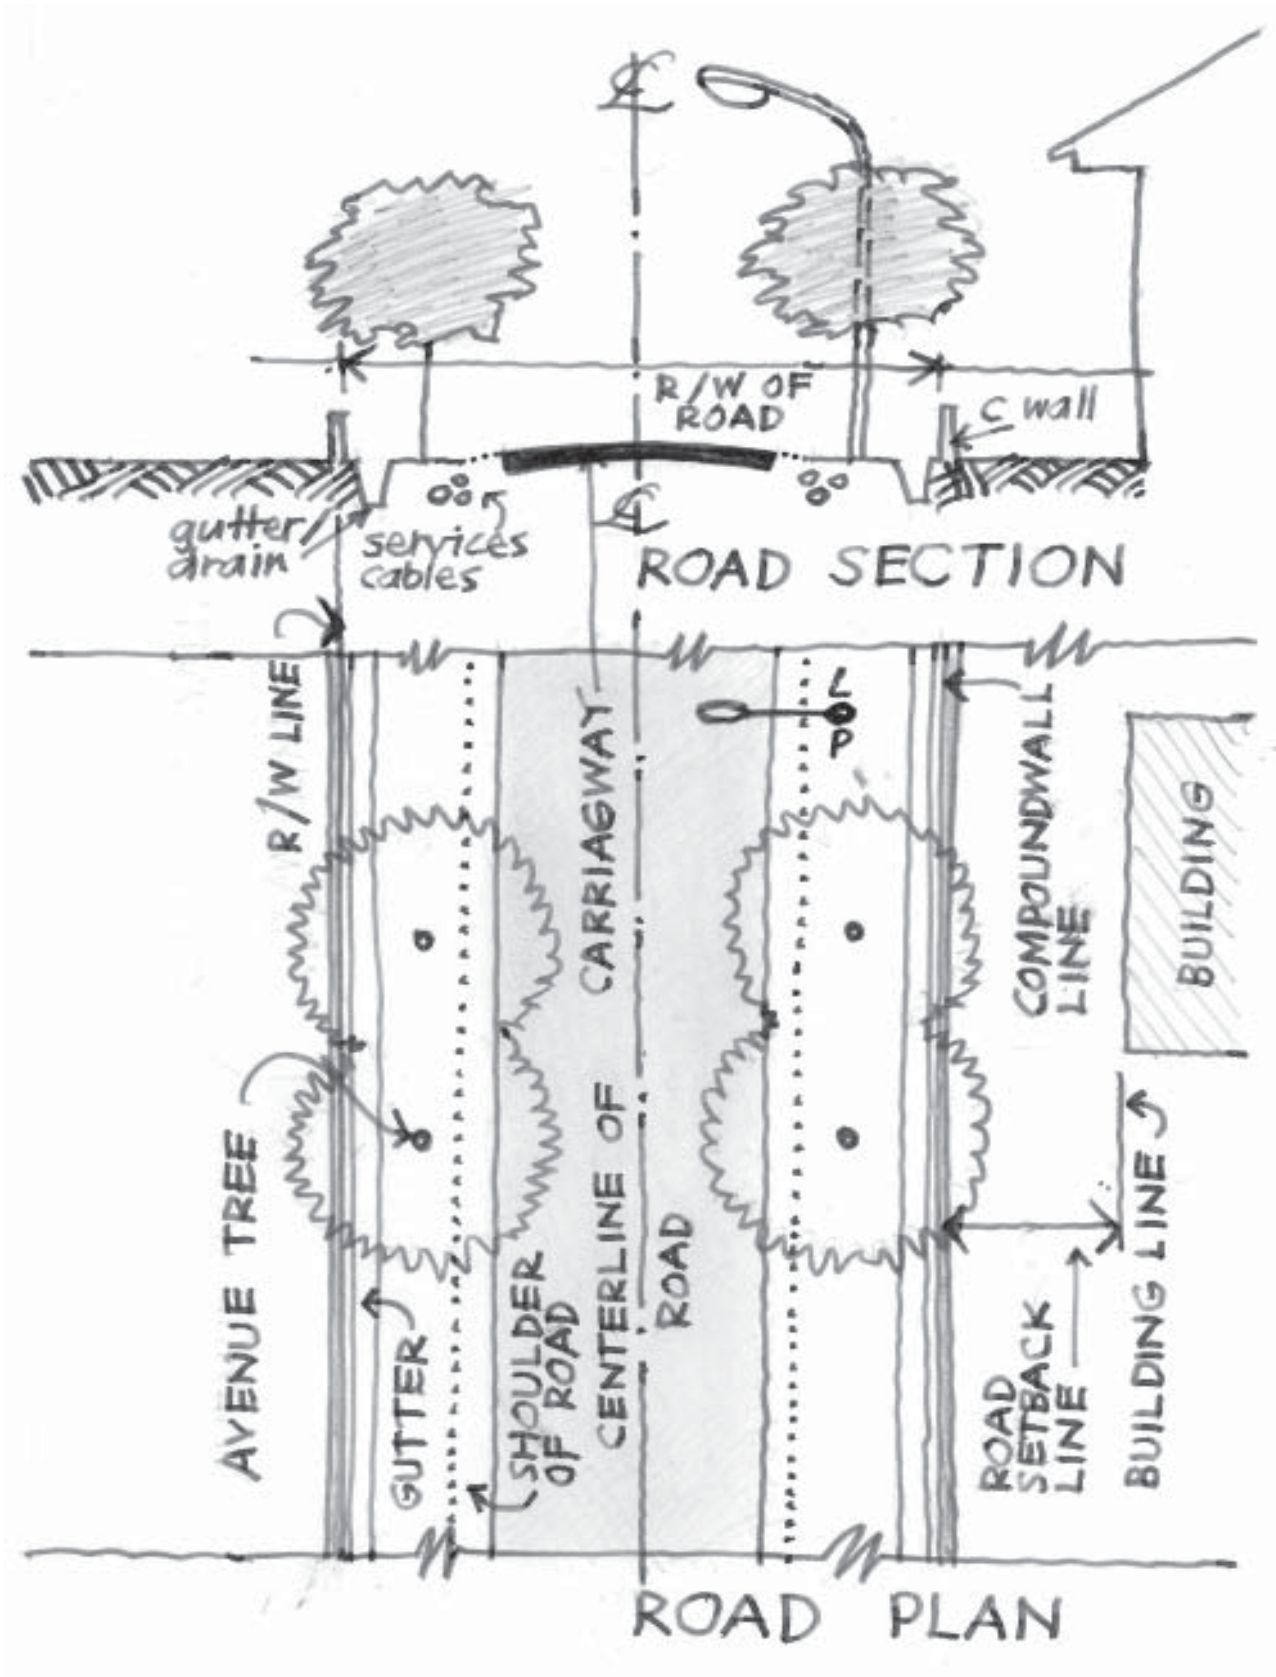 ℄
R/W OF
ROAD
C wall
gutter
drain
services
cables
℄
ROAD SECTION
R/W LINE
CARRIAGWAY
L
P
COMPOUNDWALL
LINE
BUILDING
AVENUE TREE
GUTTER
SHOULDER
OF ROAD
CENTERLINE OF
ROAD
ROAD
SETBACK
LINE
BUILDING LINE
ROAD PLAN